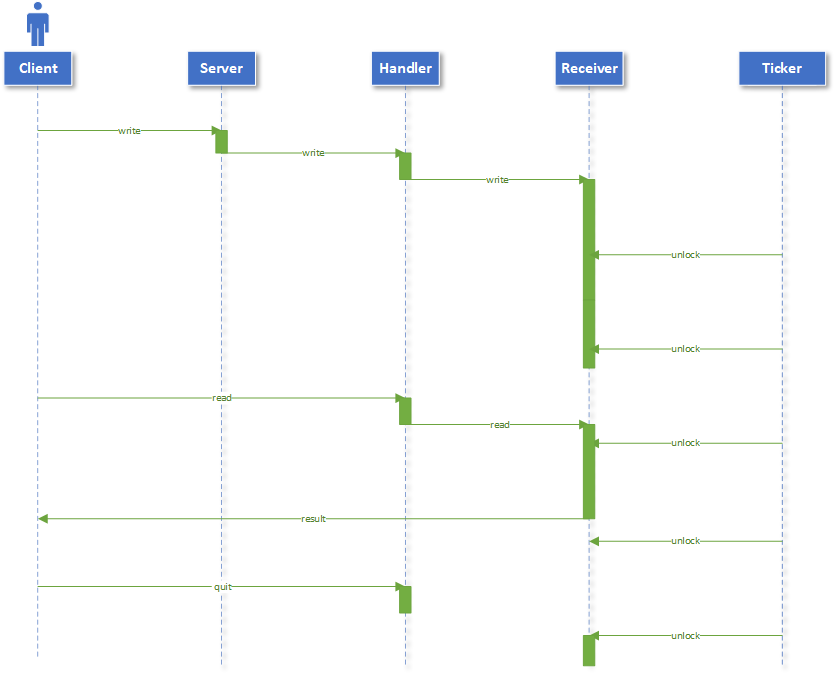 Client
Server
Handler
Receiver
Ticker
write
write
write
unlock
unlock
read
read
unlock
result
unlock
quit
unlock